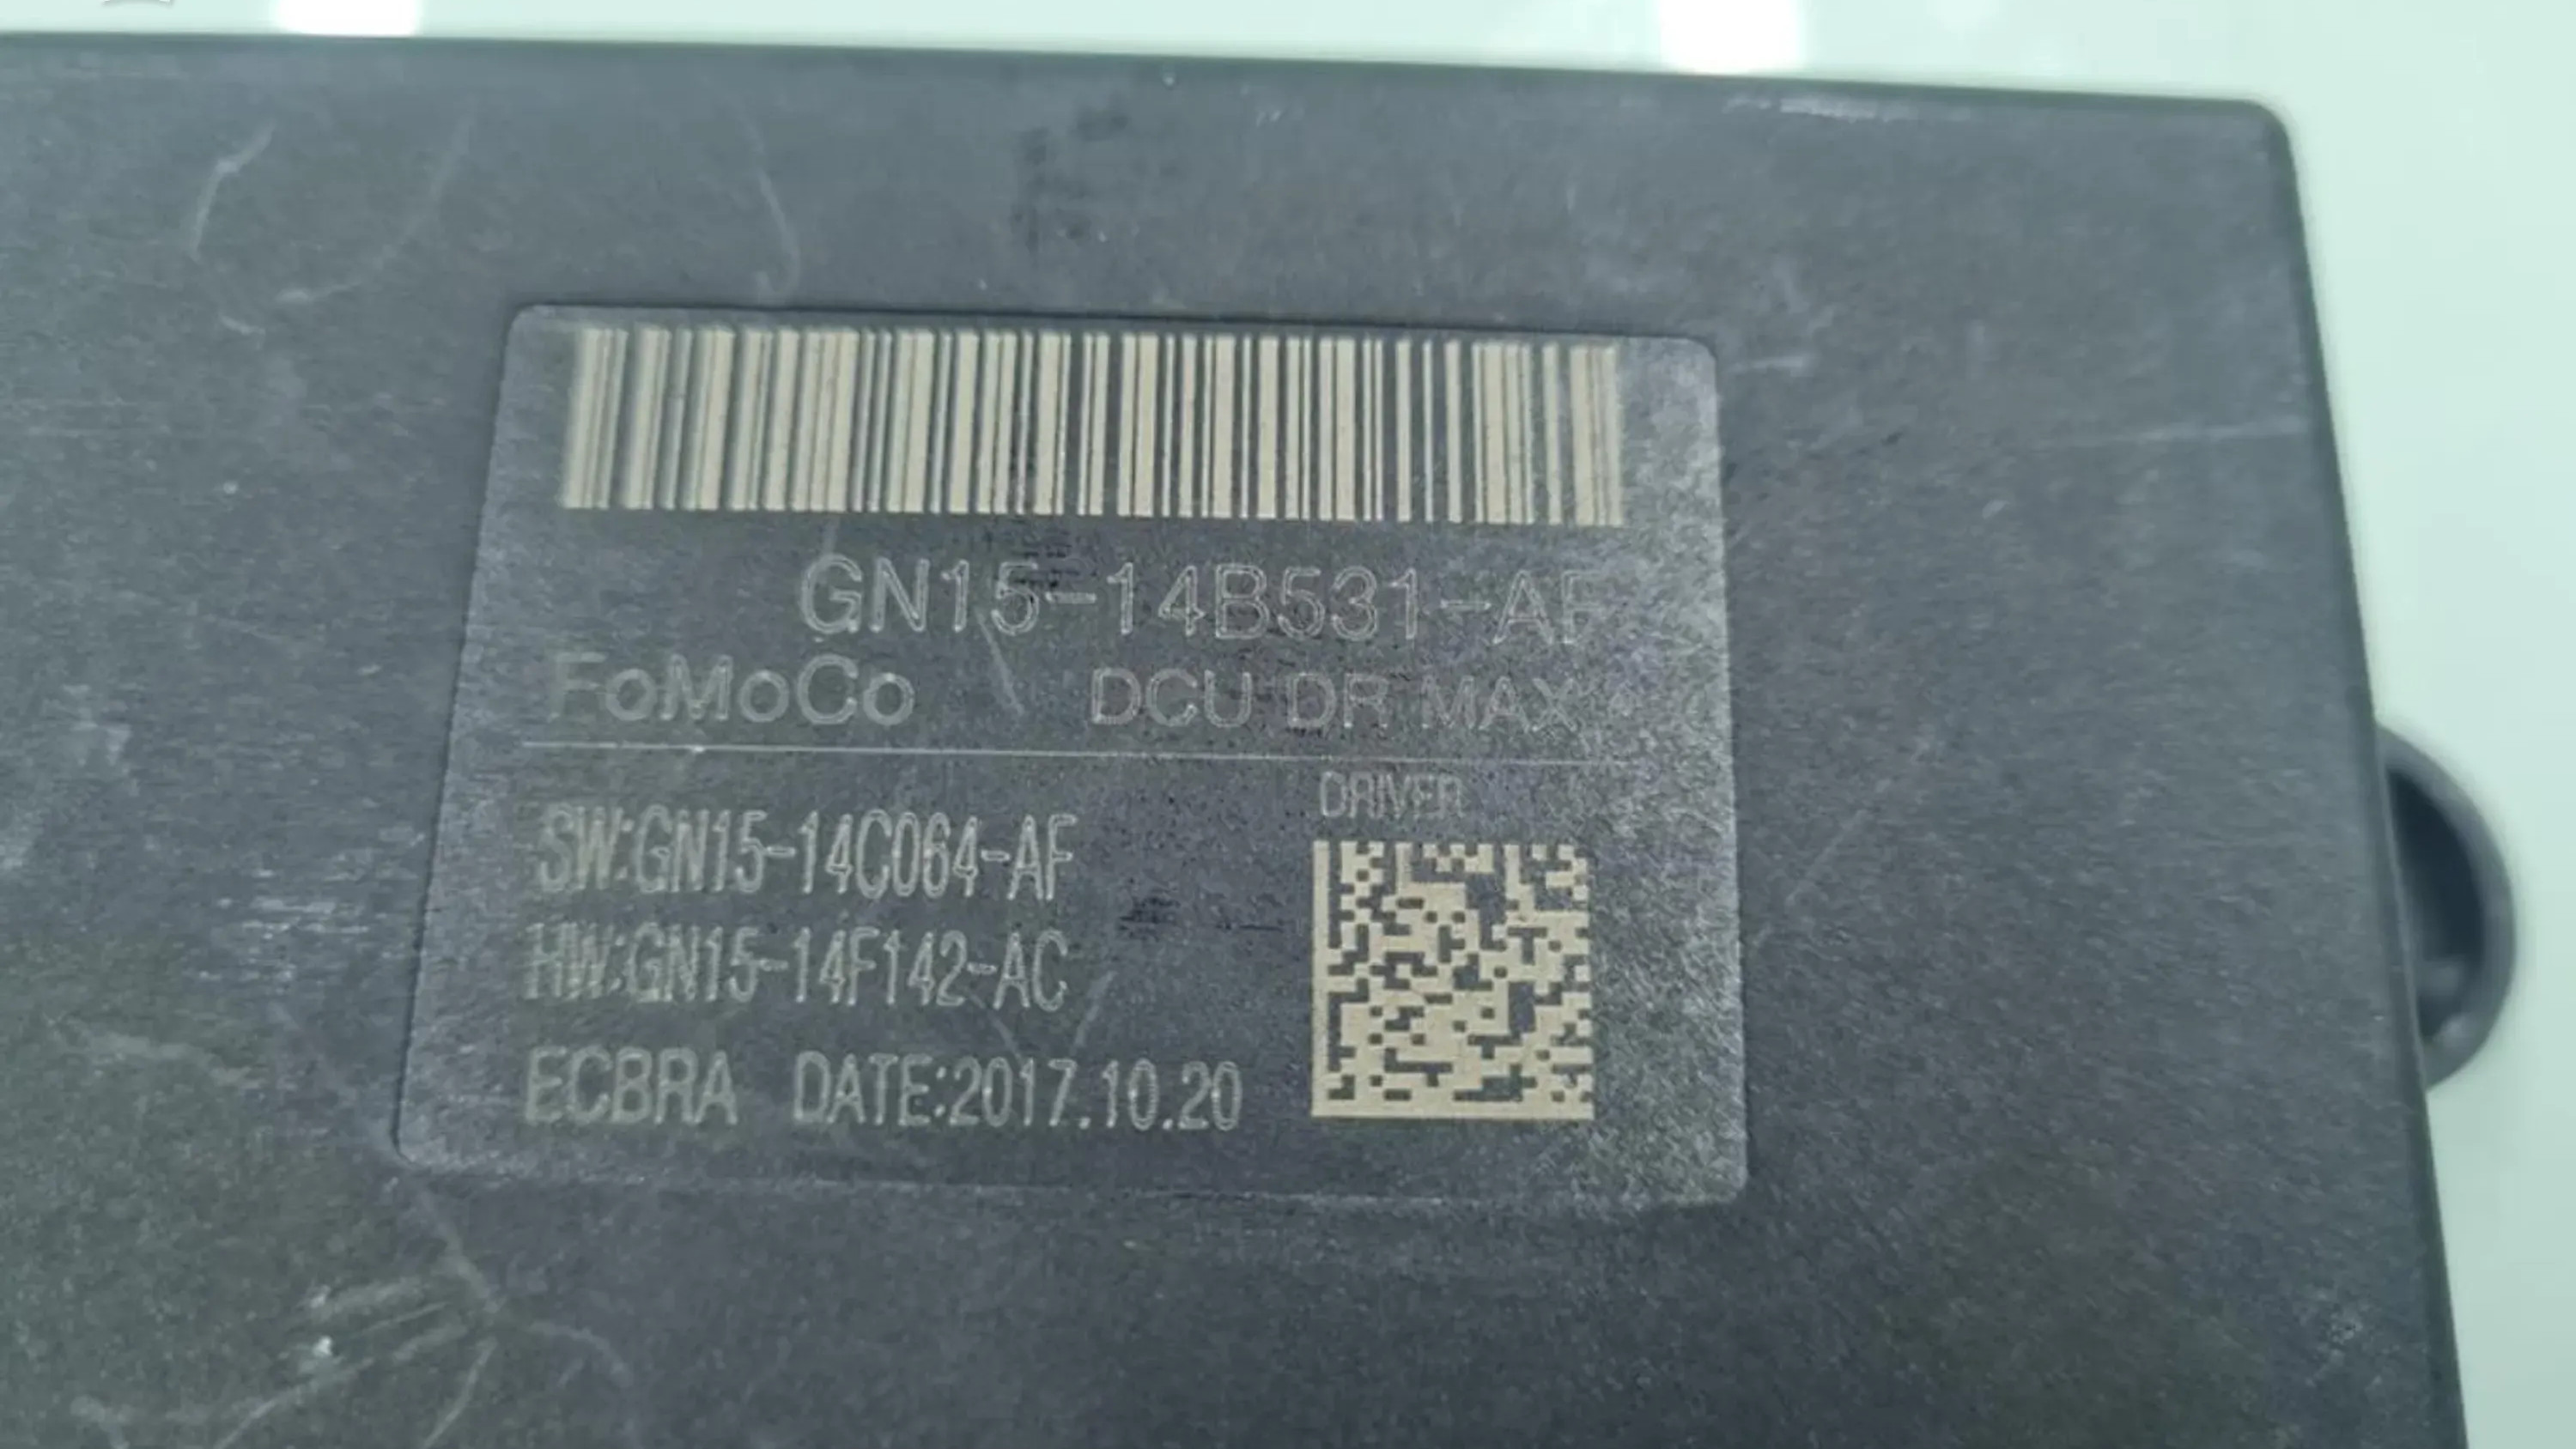 GN15-14B531-AF
FoMoCo DCU DR MAX
DRIVER
SW:GN15-14C064-AF
HW:GN15-14F142-AC
ECBRA DATE:2017.10.20